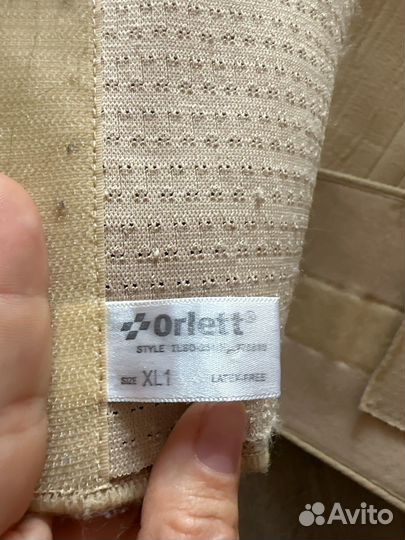 Orlett®
STYLE
SIZE XL1 LATEX-FREE
Avito